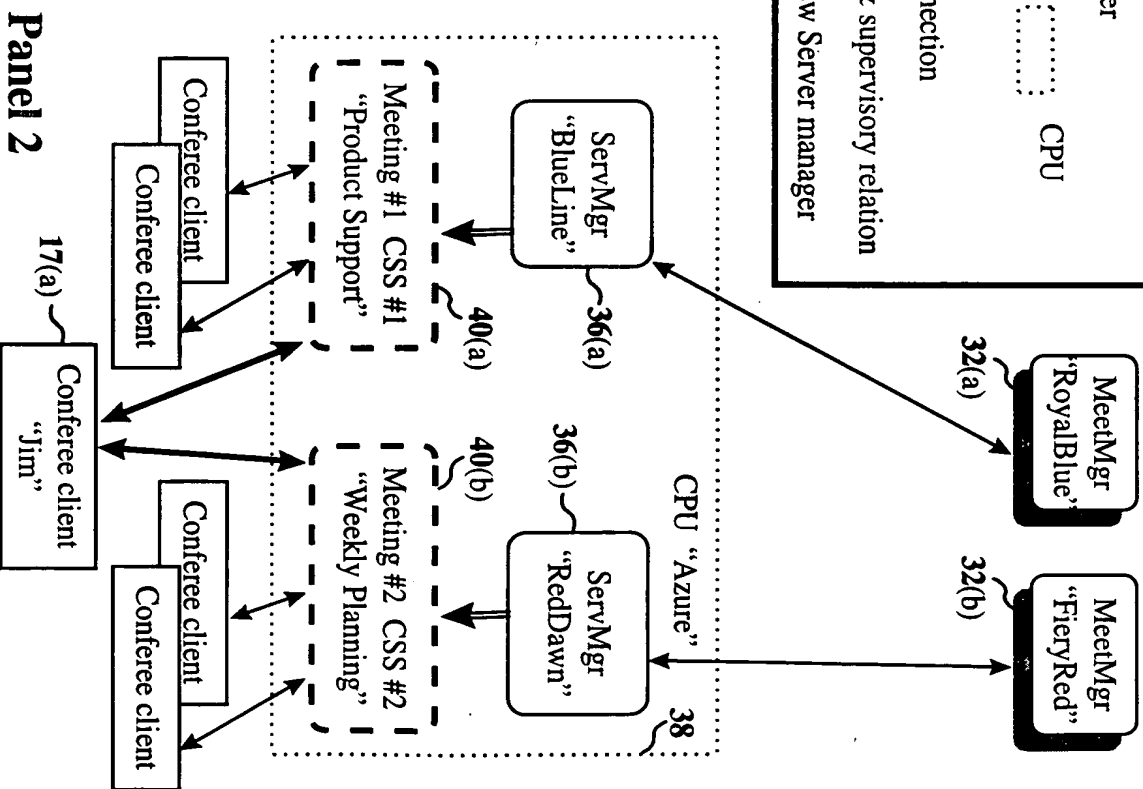 er
CPU
nection
supervisory relation
w Server manager
MeetMgr
"RoyalBlue"
32(a)
MeetMgr
"FieryRed"
32(b)
CPU "Azure"
38
ServMgr
"BlueLine"
36(a)
ServMgr
"RedDawn"
36(b)
40(a)
Meeting #1 CSS #1
"Product Support"
40(b)
Meeting #2 CSS #2
"Weekly Planning"
Conferee client
Conferee client
Conferee client
Conferee client
17(a)
Conferee client
"Jim"
Panel 2